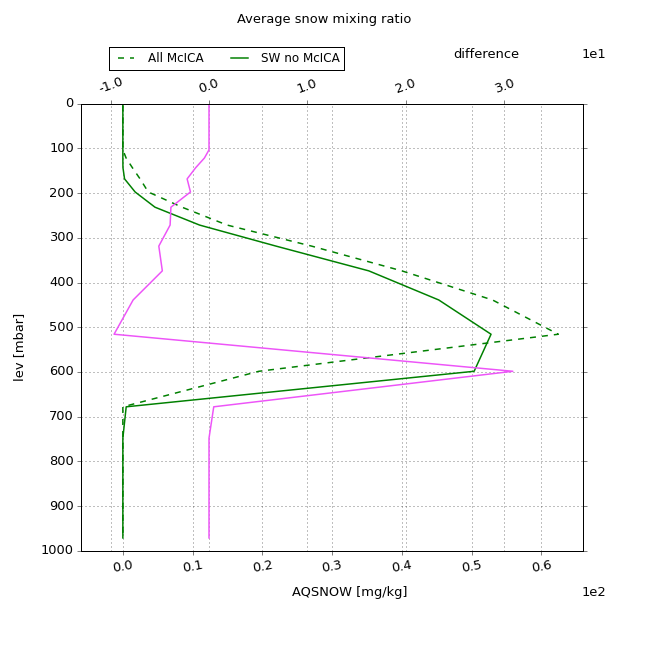 Average snow mixing ratio
All McICA SW no McICA
difference 1e1
-1.0 0.0 1.0 2.0 3.0
0
100
200
300
400
500
600
700
800
900
1000
lev [mbar]
0.0 0.1 0.2 0.3 0.4 0.5 0.6
AQSNOW [mg/kg] 1e2